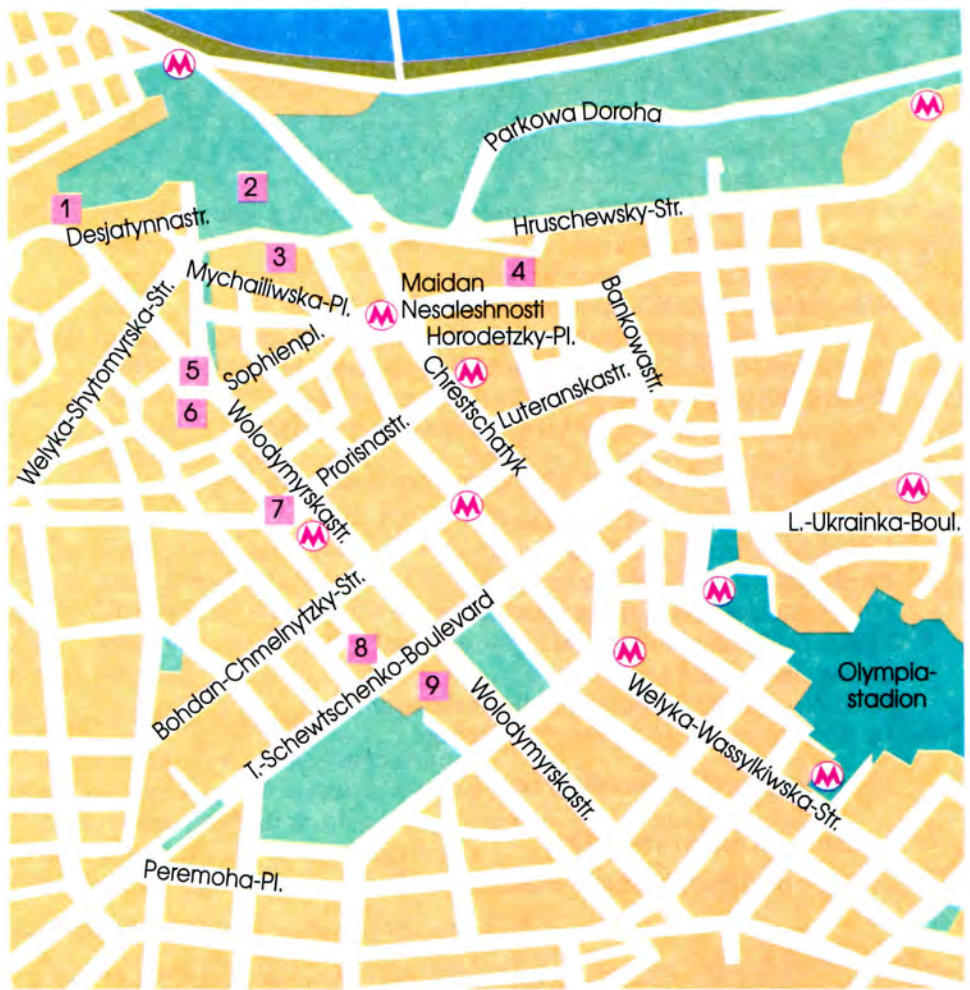 M
M
Parkowa Doroha
2
1
Desjatynnastr.
Hruschewsky-Str.
3
4
Mychailiwska-Pl.
Maidan
Nesaleshnosti
M
Horodetzky-Pl.
Bankowastr.
Welyka-Shytomyrska-Str.
Sophienpl.
5
M
Chrestschatyk
Luteranskastr.
6
Wolodymyrskastr.
Prorisnastr.
M
7
M
M
L.-Ukrainka-Boul.
Bohdan-Chmelnytzky-Str.
M
T.-Schewtschenko-Boulevard
8
M
9
Olympia-
stadion
Wolodymyrskastr.
Welyka-Wassylkiwska-Str.
M
Peremoha-Pl.